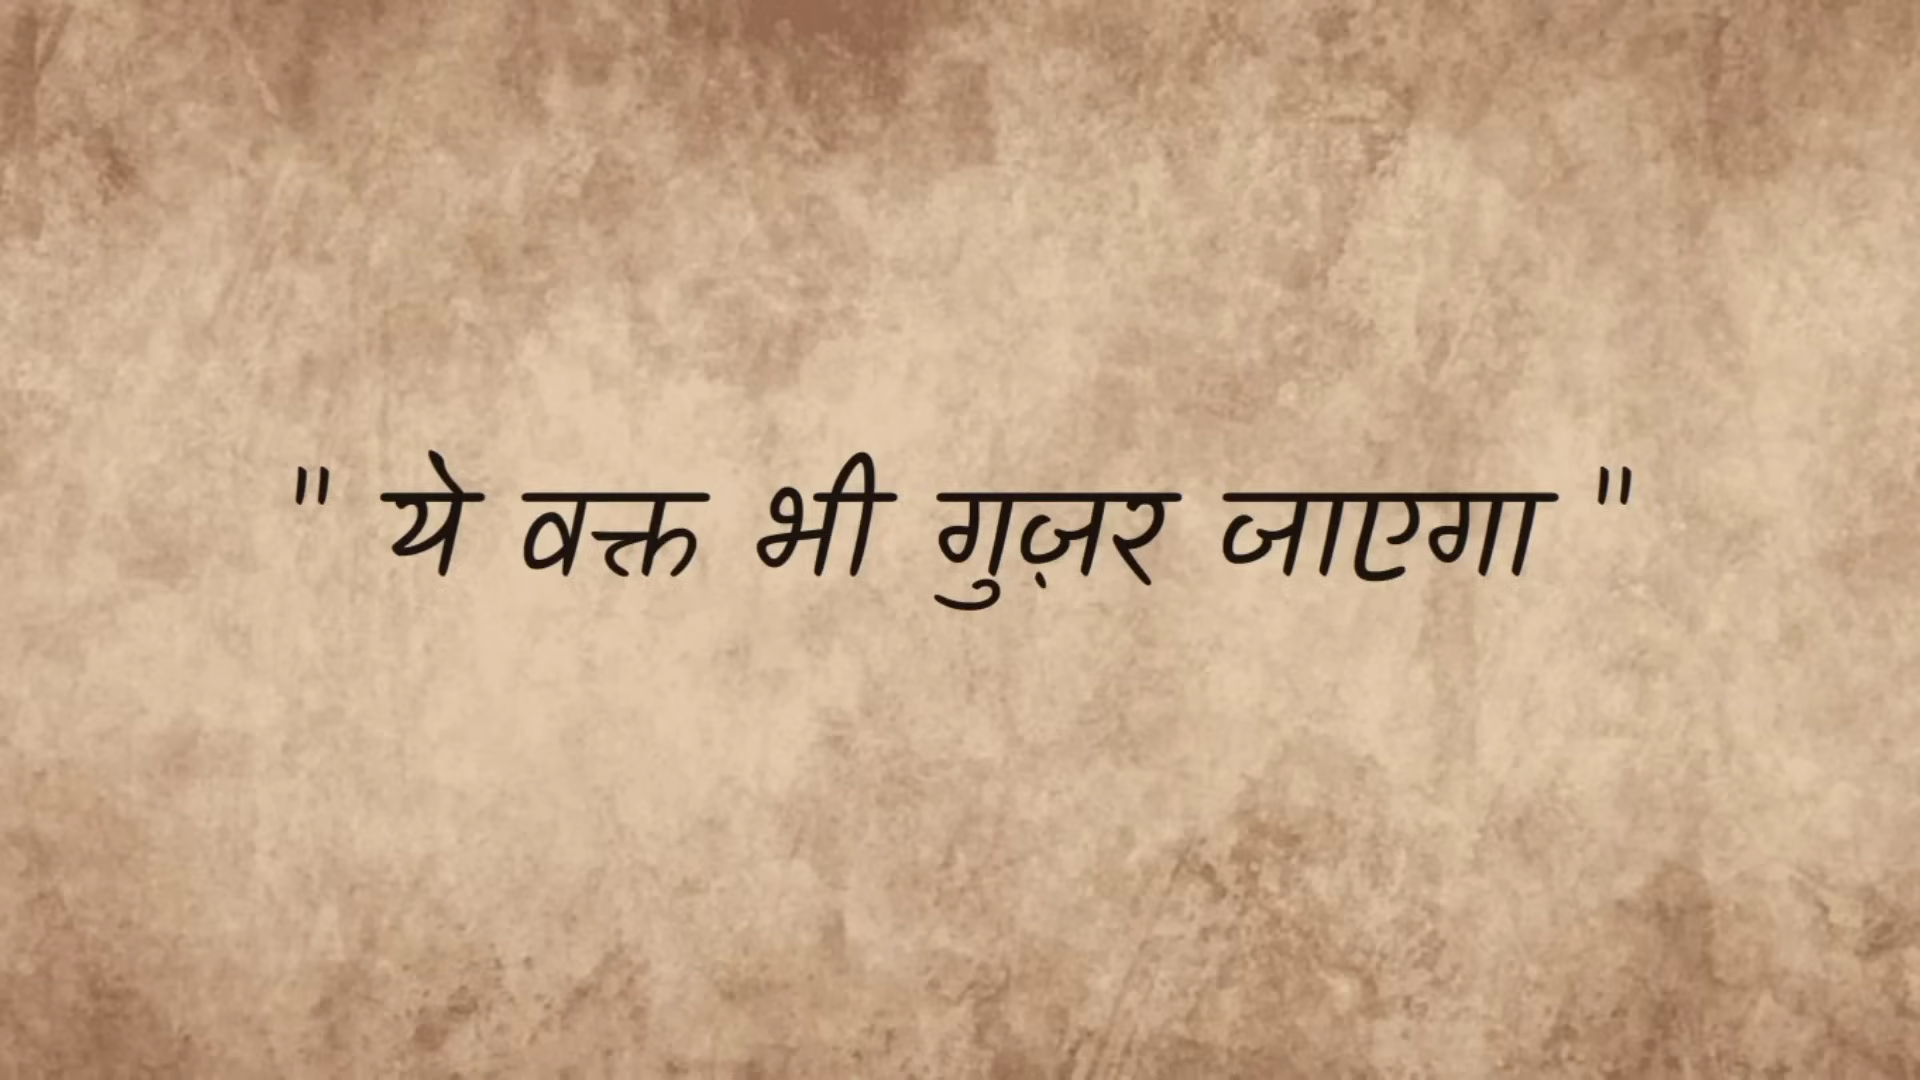 " ये वक्त भी गुज़र जाएगा "